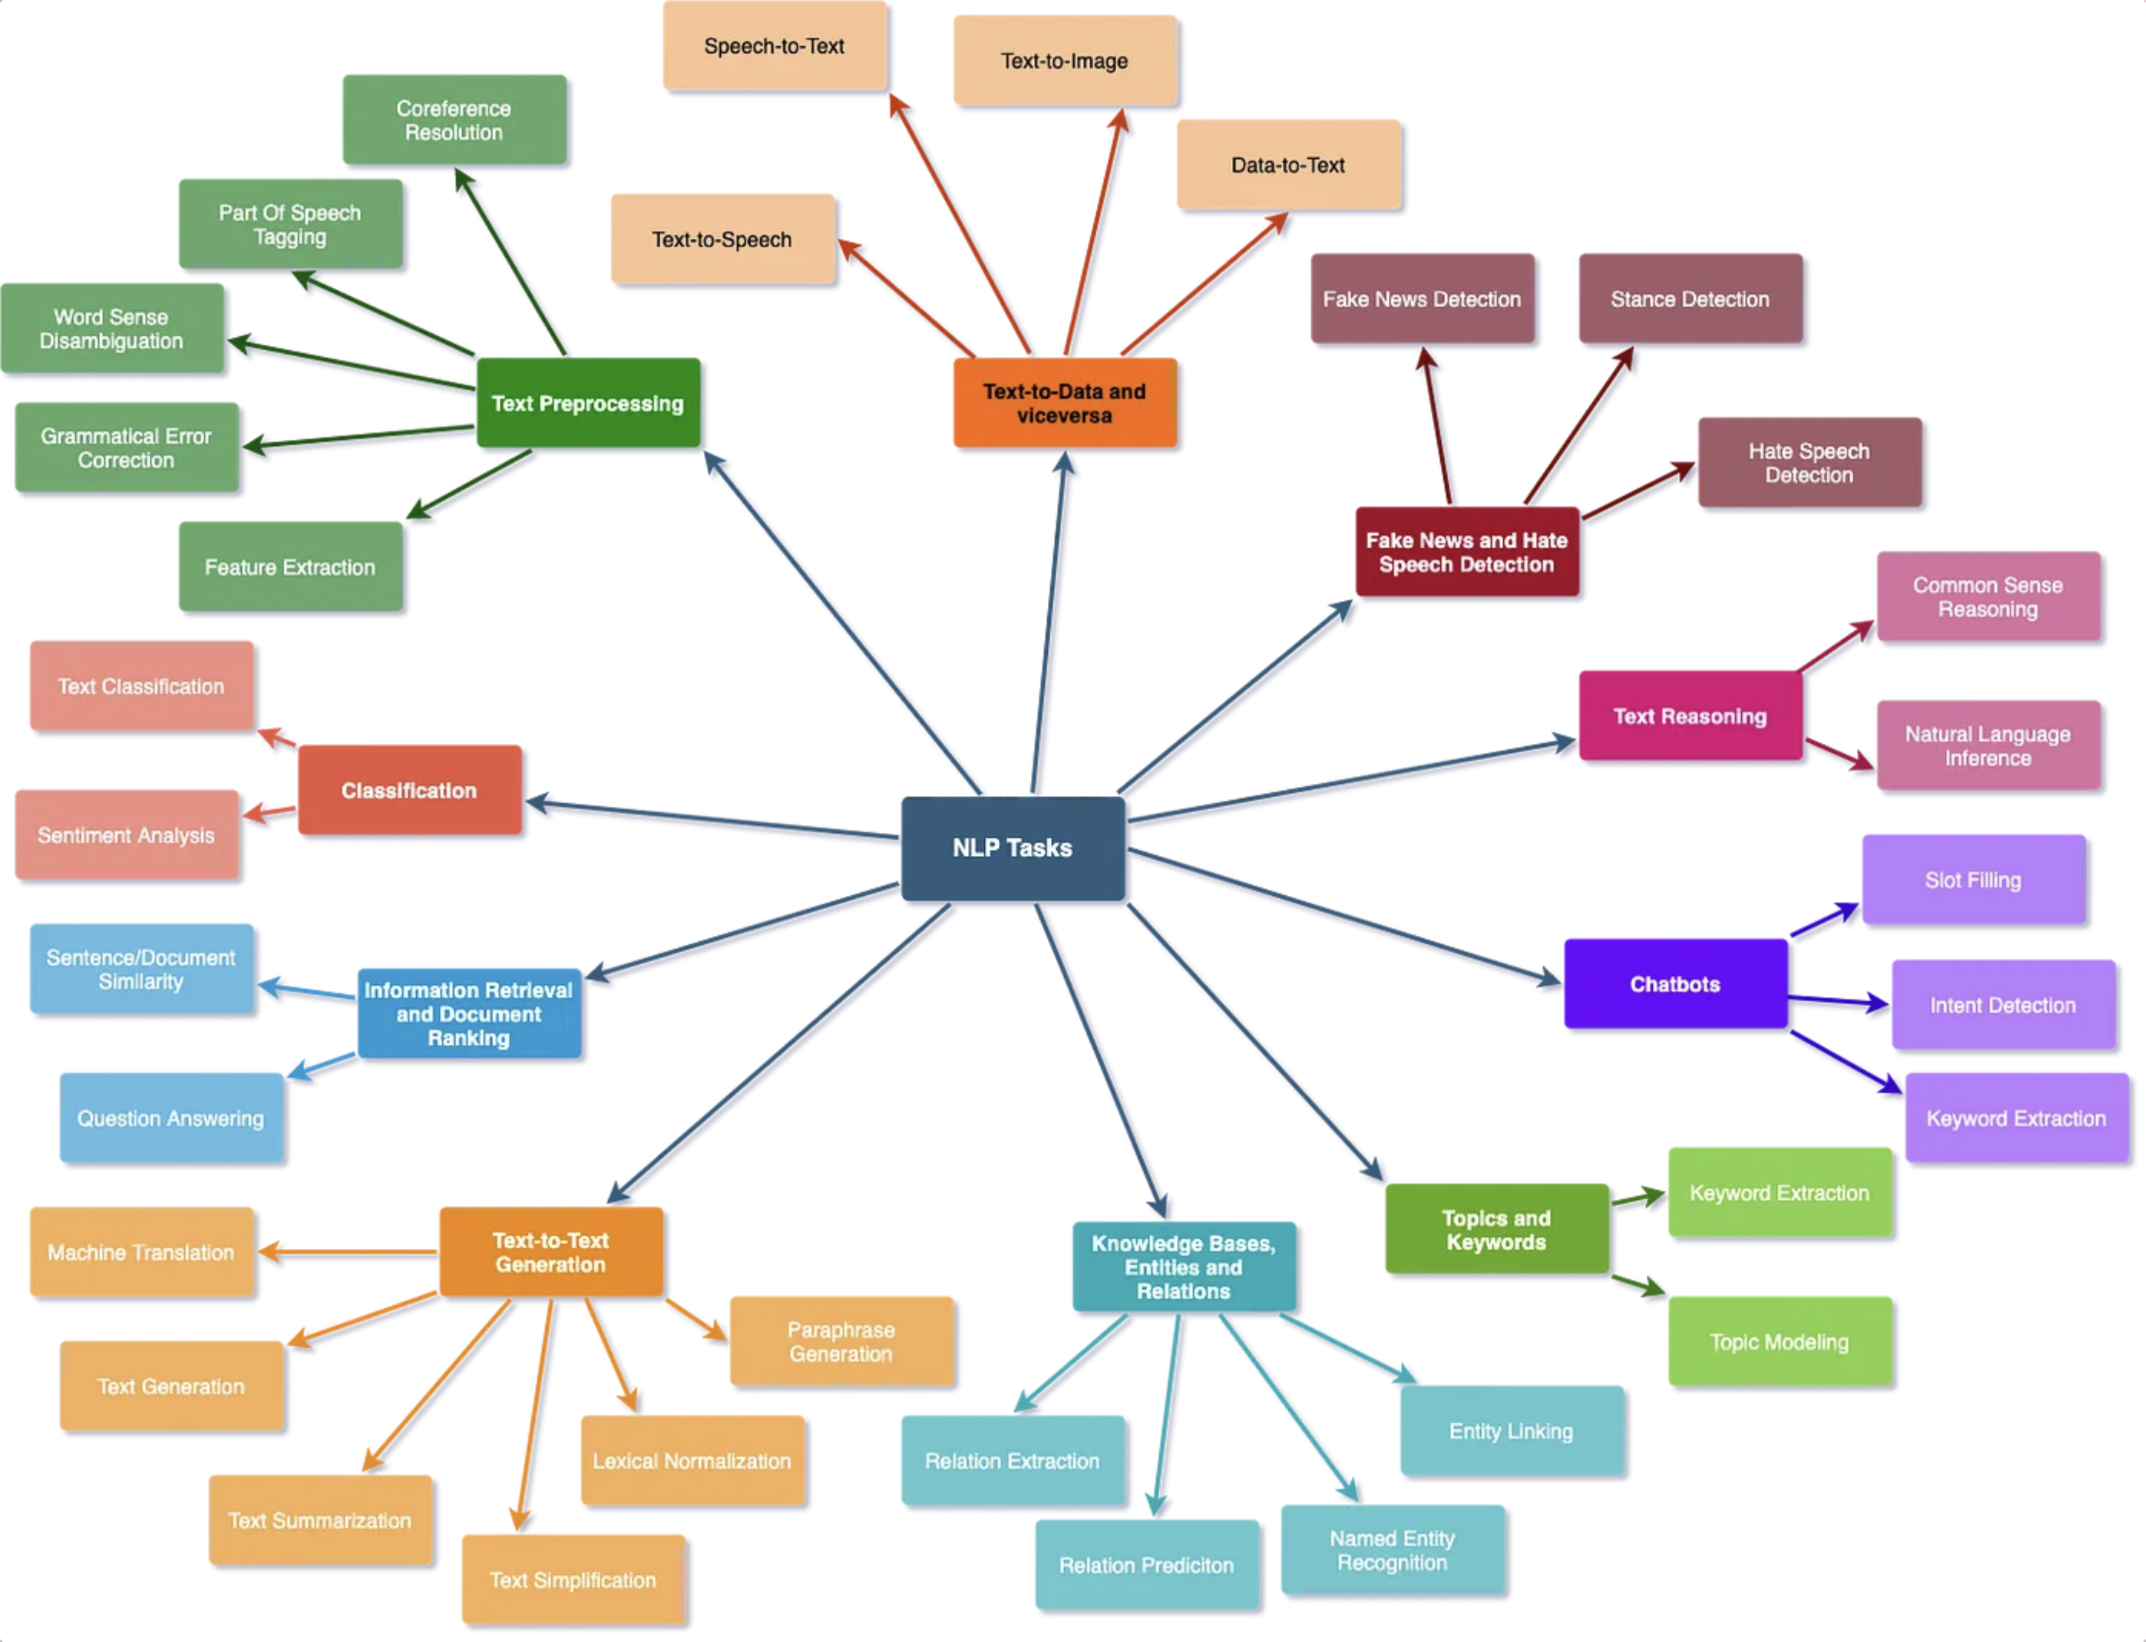 Speech-to-Text
Text-to-Image
Coreference
Resolution
Data-to-Text
Part Of Speech
Tagging
Text-to-Speech
Fake News Detection
Stance Detection
Word Sense
Disambiguation
Text Preprocessing
Text-to-Data and
viceversa
Grammatical Error
Correction
Hate Speech
Detection
Fake News and Hate
Speech Detection
Feature Extraction
Common Sense
Reasoning
Text Classification
Text Reasoning
Natural Language
Inference
Classification
Sentiment Analysis
NLP Tasks
Slot Filling
Sentence/Document
Similarity
Information Retrieval
and Document
Ranking
Chatbots
Intent Detection
Question Answering
Keyword Extraction
Keyword Extraction
Topics and
Keywords
Machine Translation
Text-to-Text
Generation
Knowledge Bases,
Entities and
Relations
Paraphrase
Generation
Topic Modeling
Text Generation
Entity Linking
Lexical Normalization
Relation Extraction
Text Summarization
Named Entity
Recognition
Relation Prediciton
Text Simplification